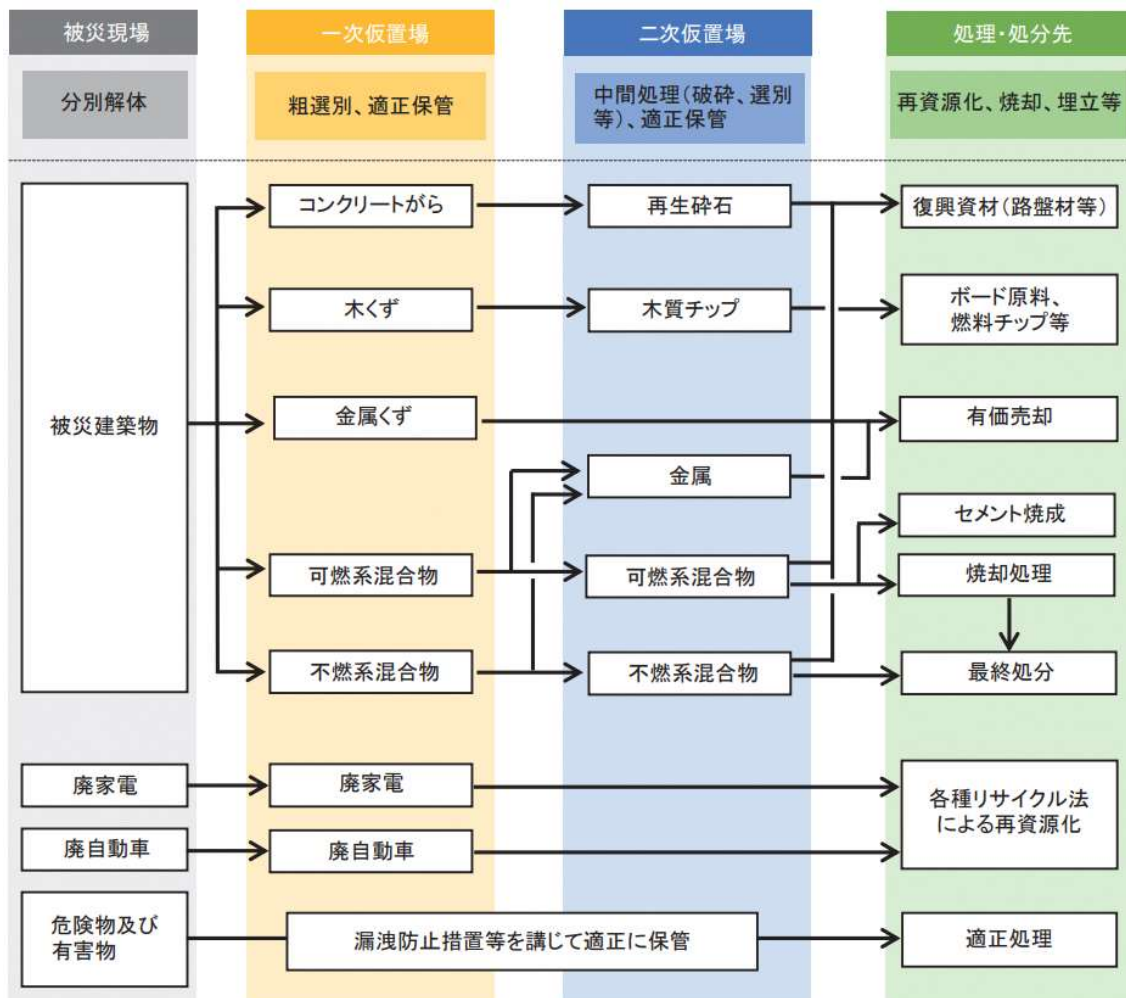 被災現場
一次仮置場
二次仮置場
処理・処分先
分別解体
粗選別、適正保管
中間処理(破砕、選別
等)、適正保管
再資源化、焼却、埋立等
コンクリートがら
再生砕石
復興資材(路盤材等)
木くず
木質チップ
ボード原料、
燃料チップ等
被災建築物
金属くず
有価売却
金属
セメント焼成
可燃系混合物
可燃系混合物
焼却処理
不燃系混合物
不燃系混合物
最終処分
廃家電
廃家電
各種リサイクル法
による再資源化
廃自動車
廃自動車
危険物及び
有害物
漏洩防止措置等を講じて適正に保管
適正処理